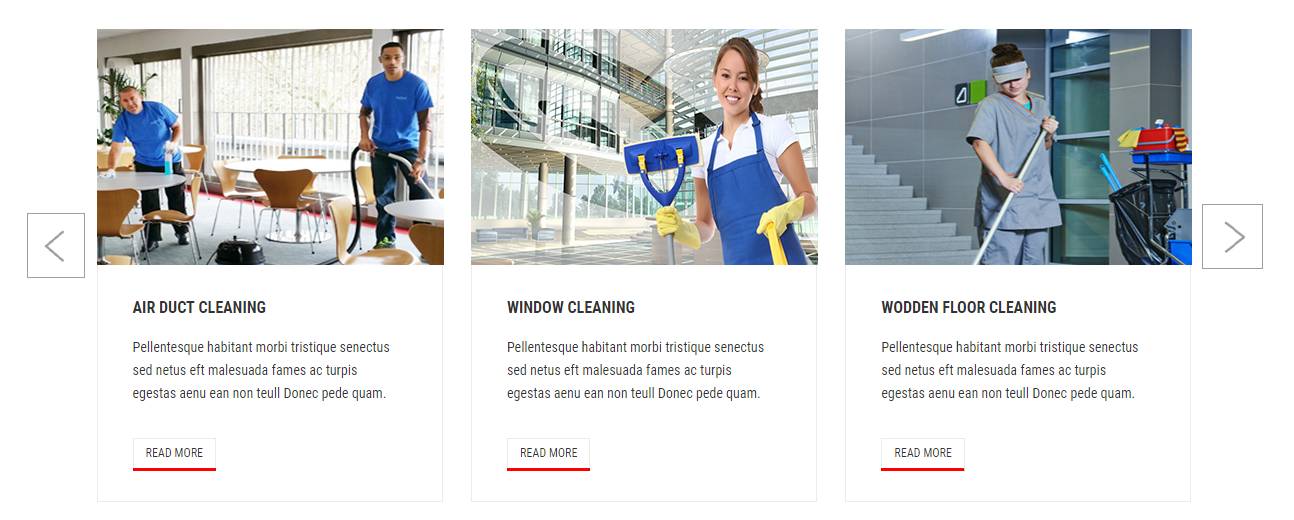 AIR DUCT CLEANING
Pellentesque habitant morbi tristique senectus
sed netus eft malesuada fames ac turpis
egestas aenu ean non teull Donec pede quam.
READ MORE
WINDOW CLEANING
Pellentesque habitant morbi tristique senectus
sed netus eft malesuada fames ac turpis
egestas aenu ean non teull Donec pede quam.
READ MORE
4
WODDEN FLOOR CLEANING
Pellentesque habitant morbi tristique senectus
sed netus eft malesuada fames ac turpis
egestas aenu ean non teull Donec pede quam.
READ MORE